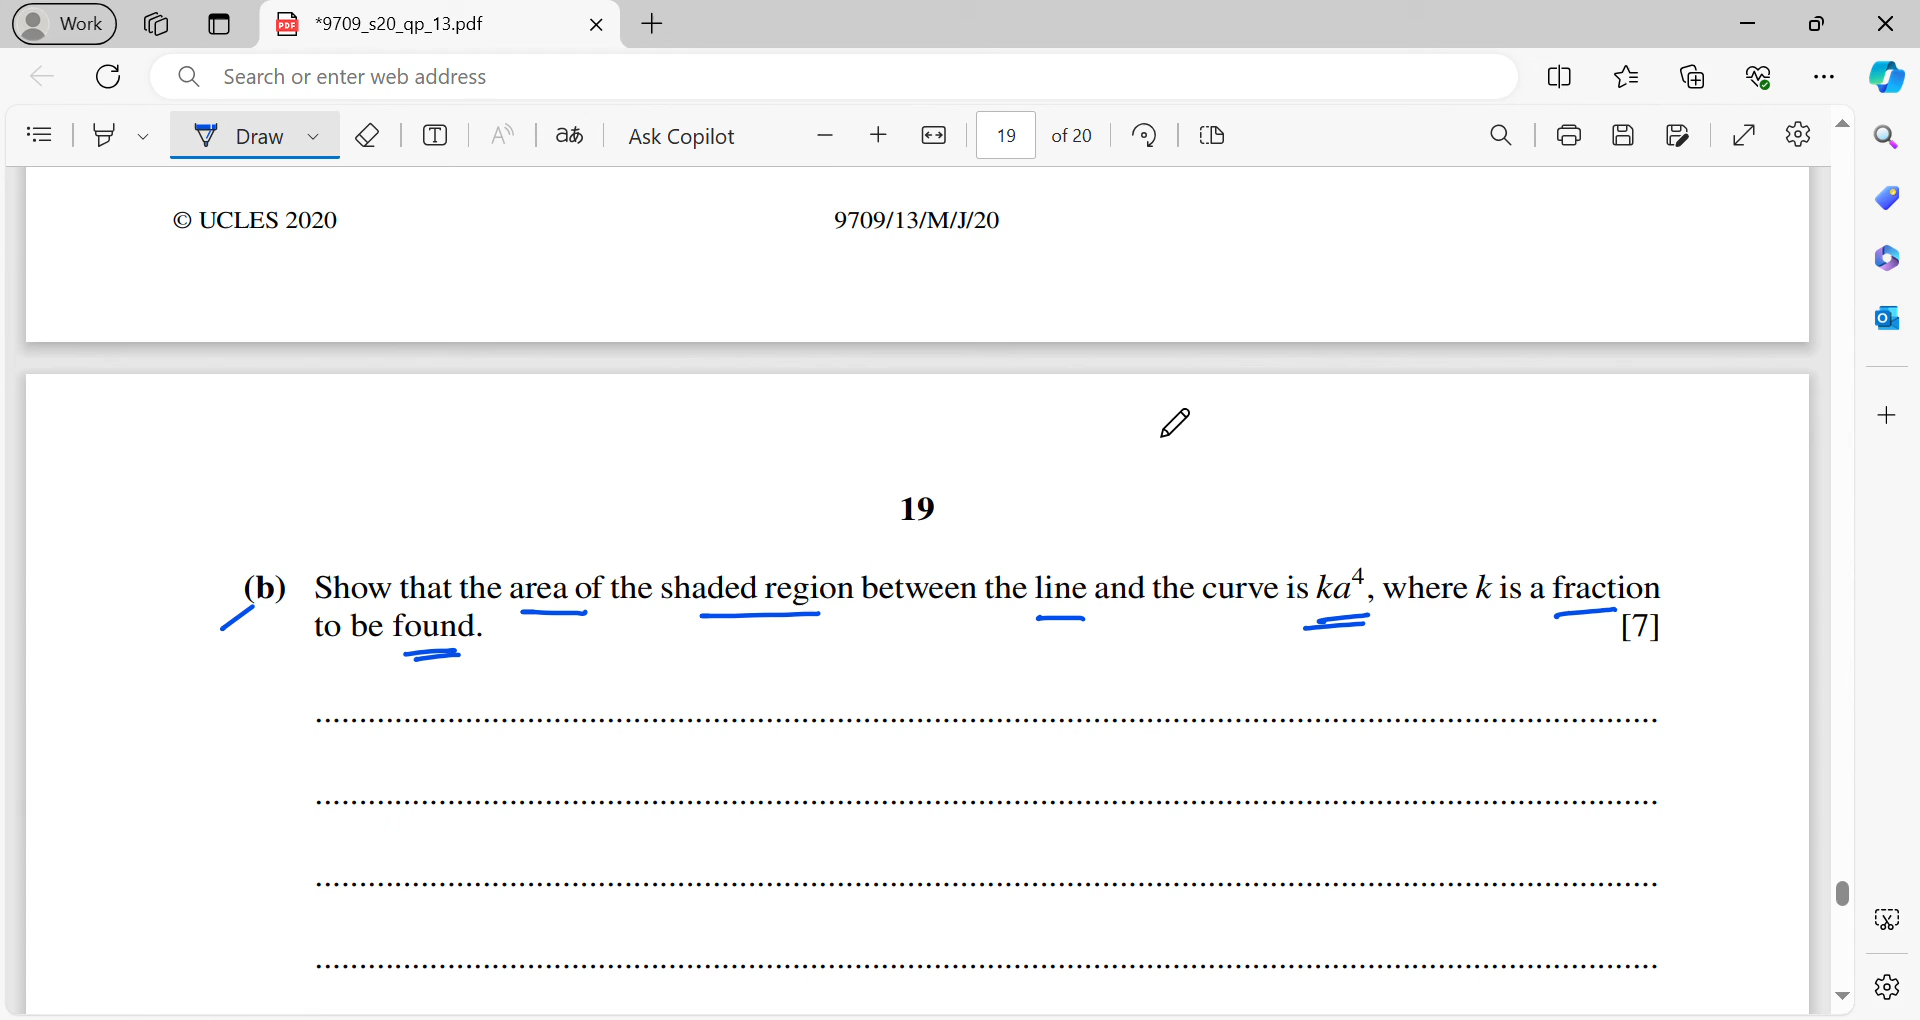 Work
*9709_s20_qp_13.pdf
Search or enter web address
Draw
aあ
Ask Copilot
19
of 20
© UCLES 2020
9709/13/M/J/20
19
(b) Show that the area of the shaded region between the line and the curve is ka⁴, where k is a fraction
to be found. [7]